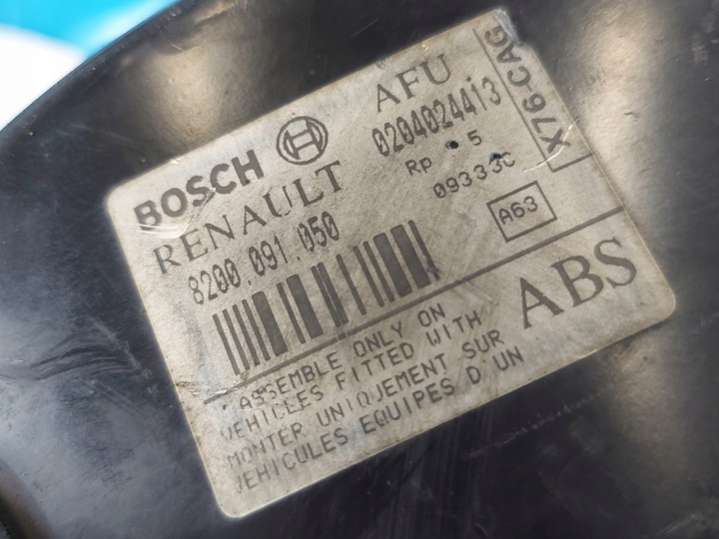 BOSCH AFU
RENAULT 0204024413
8200.091.050 Rp 5
09333C
X76-CAG
A63
ABS
ASSEMBLE ONLY ON
VEHICLES FITTED WITH
MONTER UNIQUEMENT SUR
VEHICULES EQUIPES D UN